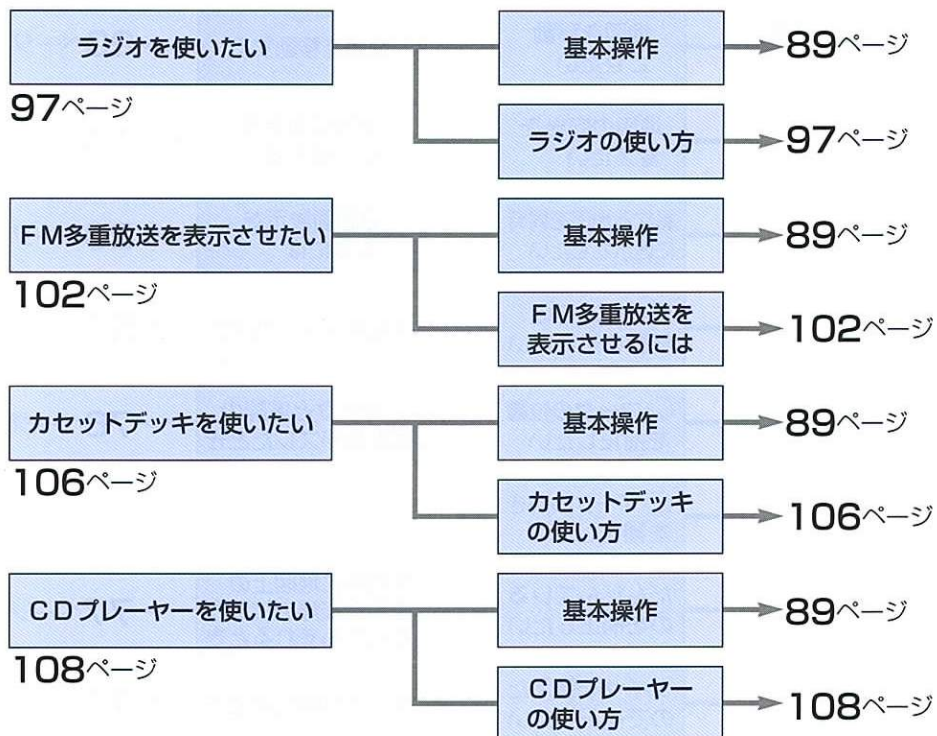 ラジオを使いたい
97ページ
基本操作
89ページ
ラジオの使い方
97ページ
FM多重放送を表示させたい
102ページ
基本操作
89ページ
FM多重放送を
表示させるには
102ページ
カセットデッキを使いたい
106ページ
基本操作
89ページ
カセットデッキ
の使い方
106ページ
CDプレーヤーを使いたい
108ページ
基本操作
89ページ
CDプレーヤー
の使い方
108ページ